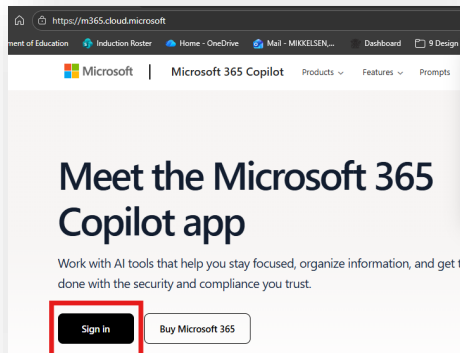 https://m365.cloud.microsoft
ment of Education Induction Roster Home - OneDrive Mail - MIKKELSEN,... Dashboard 9 Design
Microsoft | Microsoft 365 Copilot Products Features Prompts
Meet the Microsoft 365
Copilot app
Work with AI tools that help you stay focused, organize information, and get t
done with the security and compliance you trust.
Sign in Buy Microsoft 365